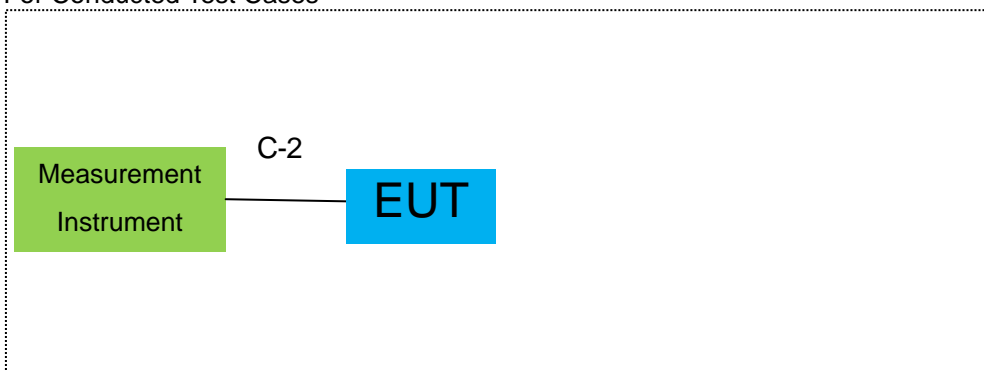 For Conducted Test Cases
C-2
Measurement
Instrument
EUT